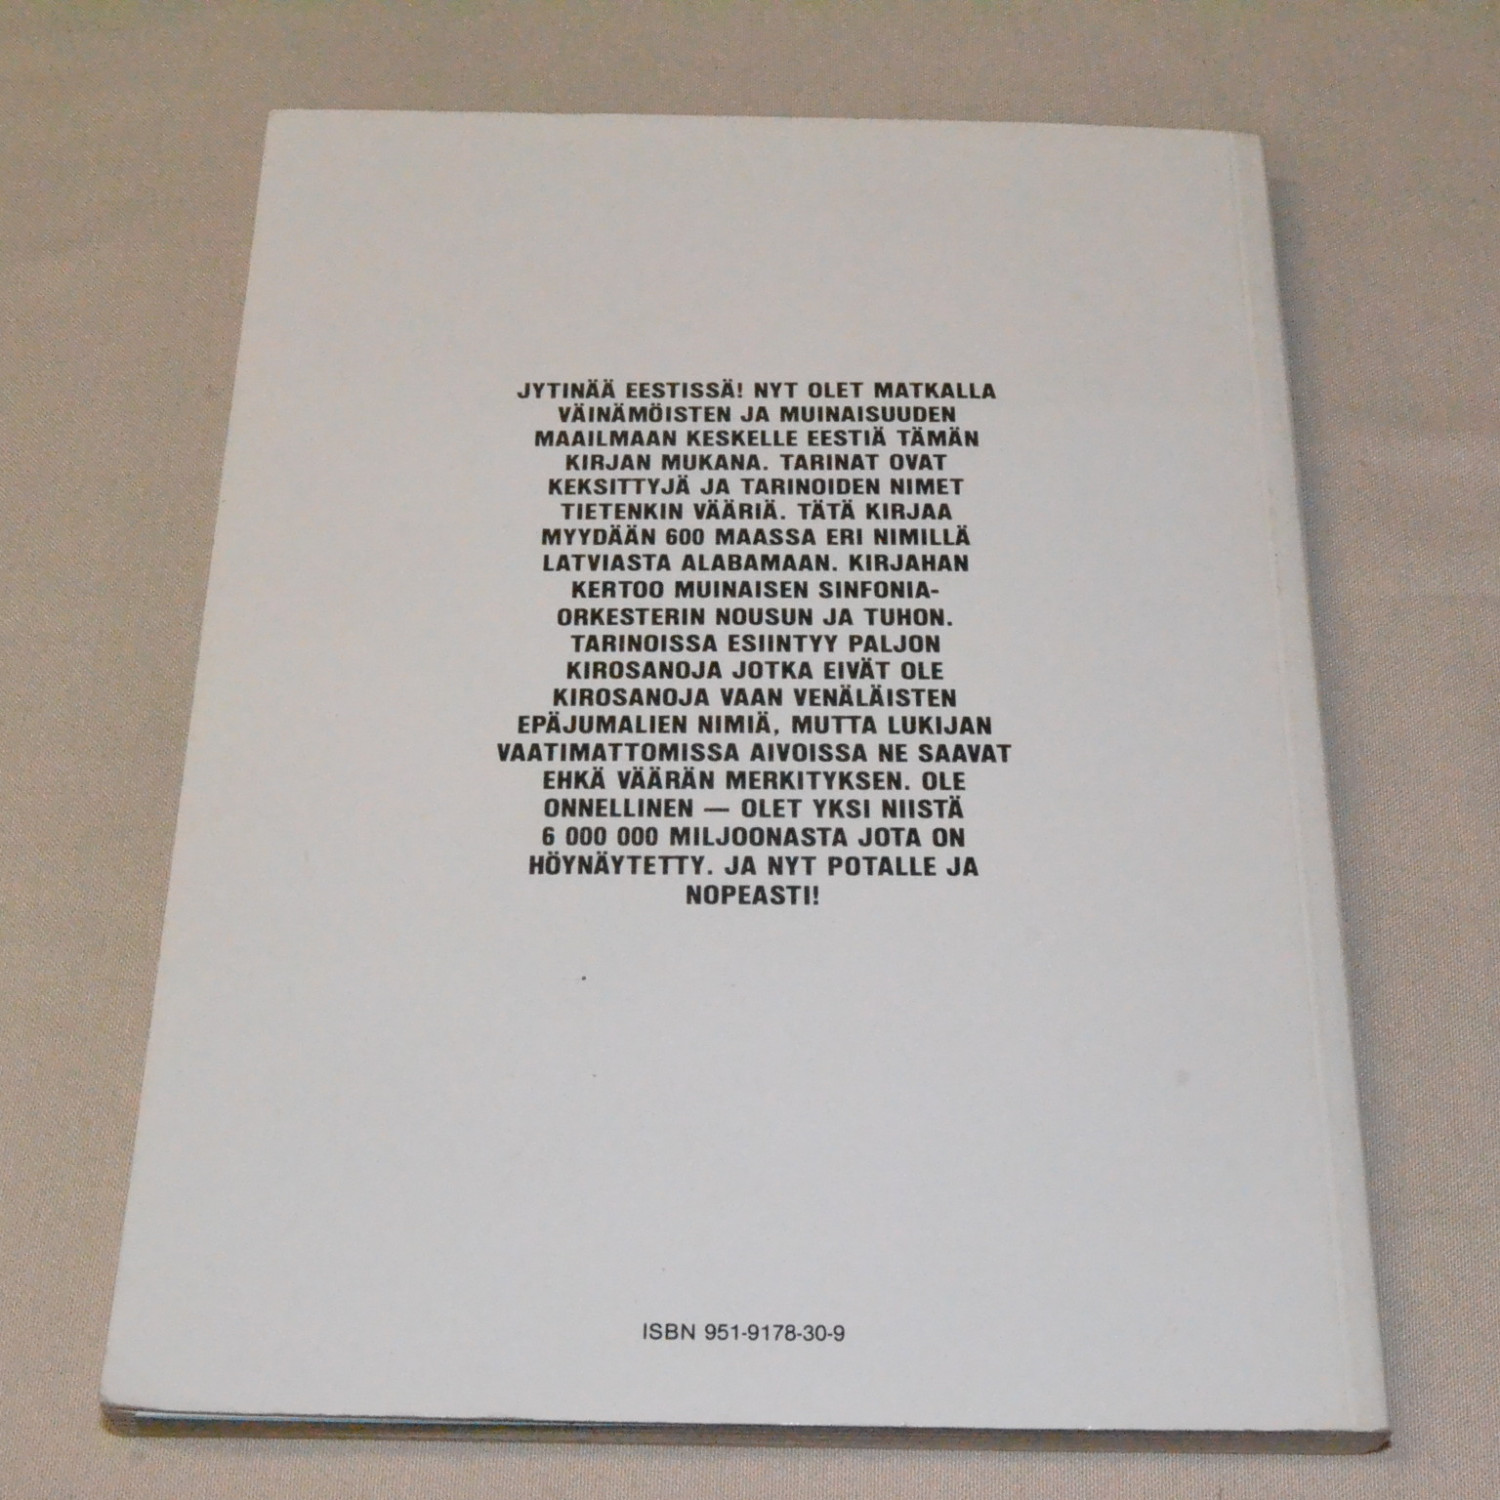 JYTINÄÄ EESTISSÄ! NYT OLET MATKALLA
VÄINÄMÖISTEN JA MUINAISUUDEN
MAAILMAAN KESKELLE EESTIÄ TÄMÄN
KIRJAN MUKANA. TARINAT OVAT
KEKSITTYJÄ JA TARINOIDEN NIMET
TIETENKIN VÄÄRIÄ. TÄTÄ KIRJAA
MYYDÄÄN 600 MAASSA ERI NIMILLÄ
LATVIASTA ALABAMAAN. KIRJAHAN
KERTOO MUINAISEN SINFONIA-
ORKESTERIN NOUSUN JA TUHON.
TARINOISSA ESIINTYY PALJON
KIROSANOJA JOTKA EIVÄT OLE
KIROSANOJA VAAN VENÄLÄISTEN
EPÄJUMALIEN NIMIÄ, MUTTA LUKIJAN
VAATIMATTOMISSA AIVOISSA NE SAAVAT
EHKÄ VÄÄRÄN MERKITYKSEN. OLE
ONNELLINEN — OLET YKSI NIISTÄ
6 000 000 MILJOONASTA JOTA ON
HÖYNÄYTETTY. JA NYT POTALLE JA
NOPEASTI!
ISBN 951-9178-30-9